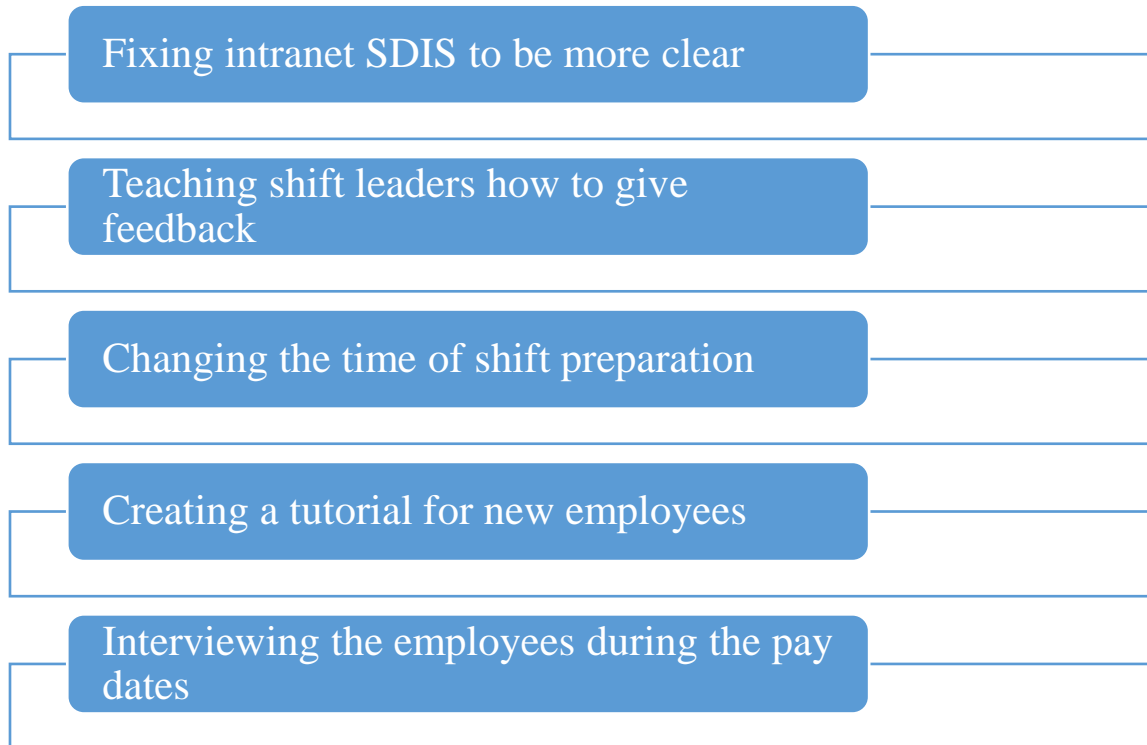 Fixing intranet SDIS to be more clear
Teaching shift leaders how to give
feedback
Changing the time of shift preparation
Creating a tutorial for new employees
Interviewing the employees during the pay
dates